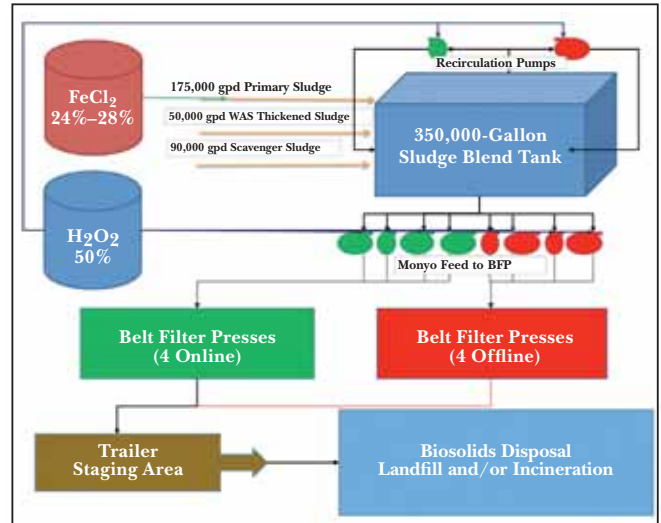 Recirculation Pumps
FeCl2
24%–28%
175,000 gpd Primary Sludge
50,000 gpd WAS Thickened Sludge
90,000 gpd Scavenger Sludge
350,000-Gallon
Sludge Blend Tank
H2O2
50%
Monyo Feed to BFP
Belt Filter Presses
(4 Online)
Belt Filter Presses
(4 Offline)
Trailer
Staging Area
Biosolids Disposal
Landfill and/or Incineration